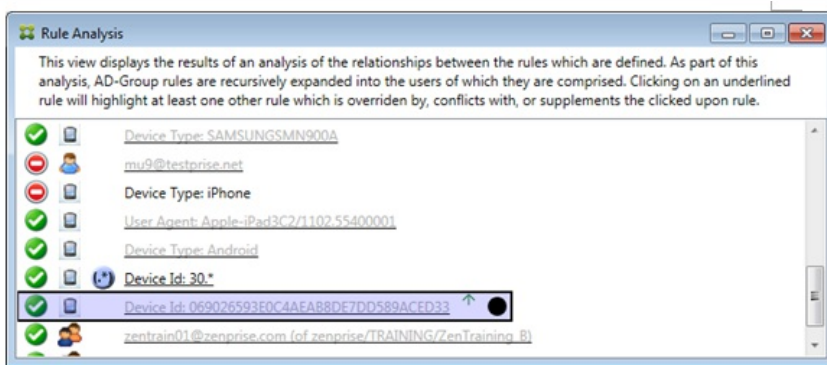 Rule Analysis
This view displays the results of an analysis of the relationships between the rules which are defined. As part of this
analysis, AD-Group rules are recursively expanded into the users of which they are comprised. Clicking on an underlined
rule will highlight at least one other rule which is overriden by, conflicts with, or supplements the clicked upon rule.
Device Type: SAMSUNGSMN900A
mu9@testprise.net
Device Type: iPhone
User Agent: Apple-iPad3C2/1102.55400001
Device Type: Android
(.*) Device Id: 30.*
Device Id: 069026593E0C4AEAB8DE7DD589ACED33
zentrain01@zenprise.com (of zenprise/TRAINING/ZenTraining_B)